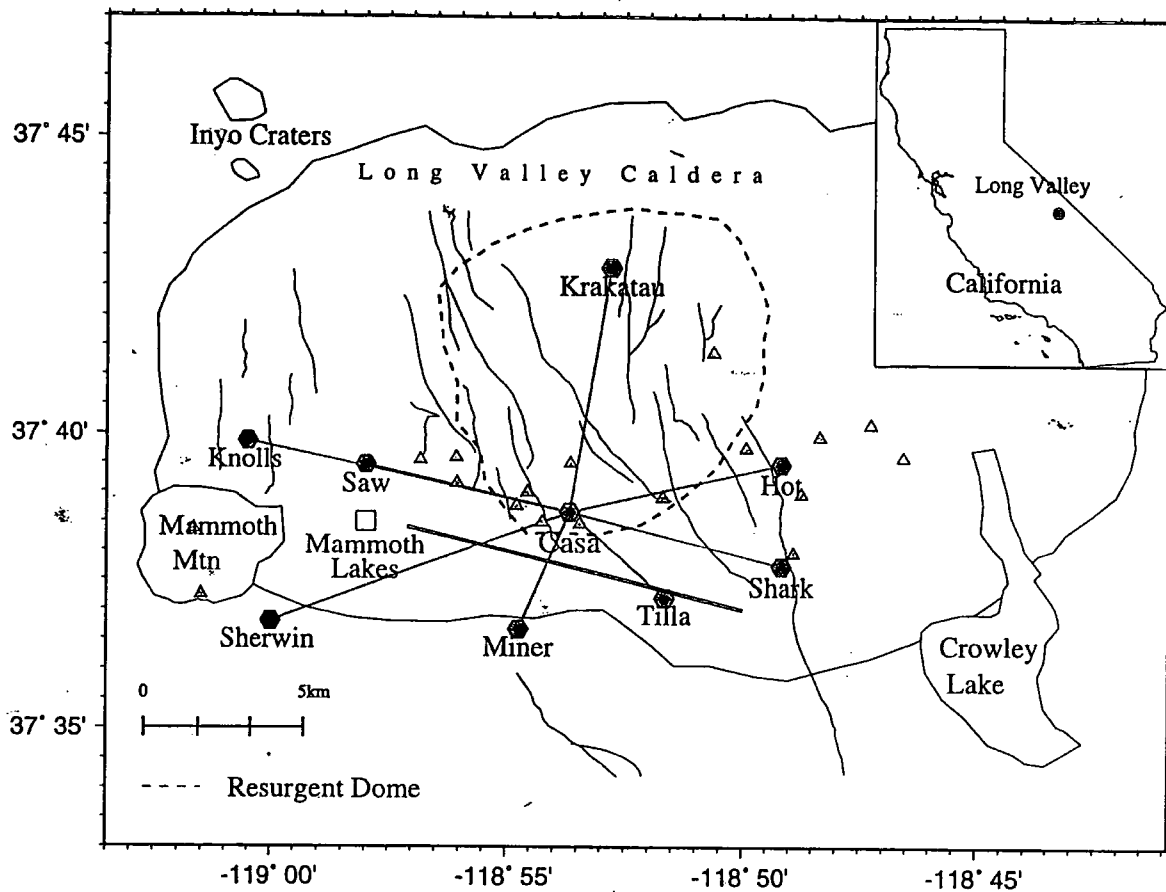 37° 45'
Inyo Craters
Long Valley Caldera
Long Valley
California
Krakatau
37° 40'
Knolls
Saw
Hot
Casa
Mammoth
Mtn
Mammoth
Lakes
Shark
Tilla
Sherwin
Miner
Crowley
Lake
0
5km
37° 35'
Resurgent Dome
-119° 00'
-118° 55'
-118° 50'
-118° 45'